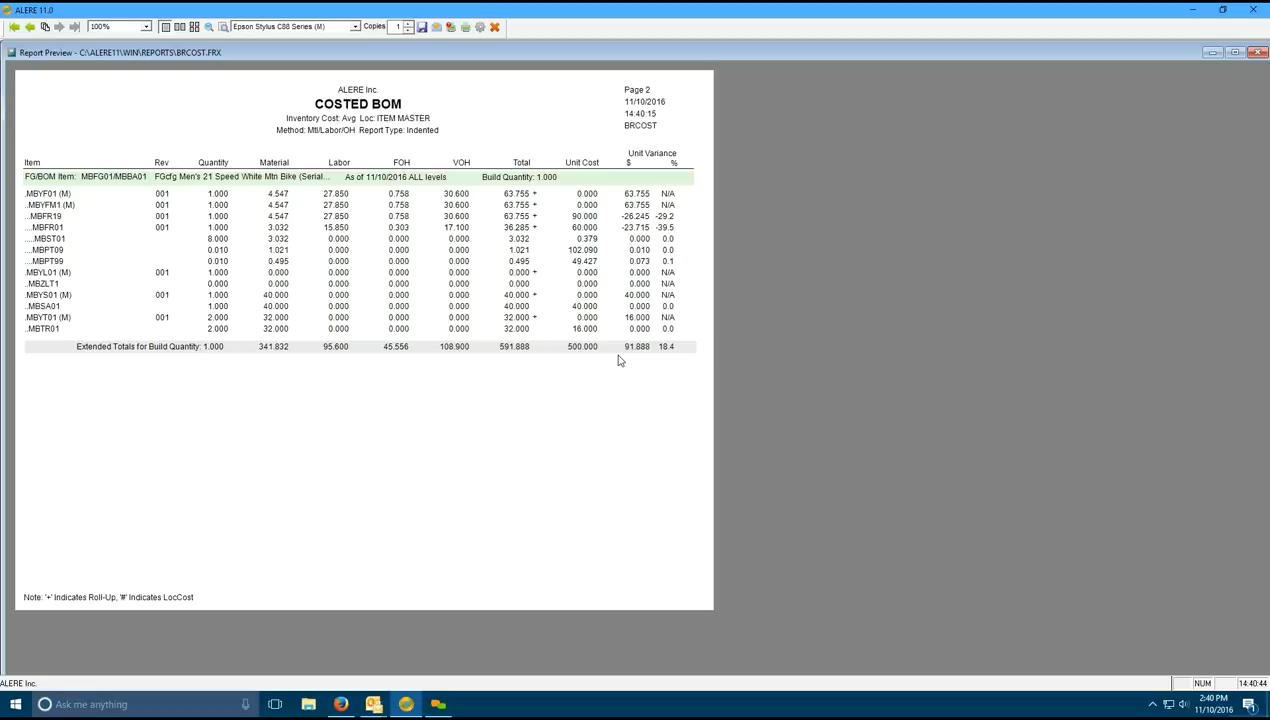 ALERE 11.0
100% Epson Stylus C88 Series (M) Copies 1
Report Preview - C:\ALERE11\WIN\REPORTS\BRCOST.FRX
ALERE Inc. Page 2
COSTED BOM 11/10/2016
Inventory Cost: Avg Loc: ITEM MASTER 14:40:15
Method: Mtl/Labor/OH Report Type: Indented BRCOST
Unit Variance
Item Rev Quantity Material Labor FOH VOH Total Unit Cost $ %
FG/BOM Item: MBFG01/MBBA01 FGcfg Men's 21 Speed White Mtn Bike (Serial... As of 11/10/2016 ALL levels Build Quantity: 1.000
.MBYF01 (M) 001 1.000 4.547 27.850 0.758 30.600 63.755 + 0.000 63.755 N/A
..MBYFM1 (M) 001 1.000 4.547 27.850 0.758 30.600 63.755 + 0.000 63.755 N/A
...MBFR19 001 1.000 4.547 27.850 0.758 30.600 63.755 + 90.000 -26.245 -29.2
....MBFR01 001 1.000 3.032 15.850 0.303 17.100 36.285 + 60.000 -23.715 -39.5
.....MBST01 8.000 3.032 0.000 0.000 0.000 3.032 0.379 0.000 0.0
....MBPT09 0.010 1.021 0.000 0.000 0.000 1.021 102.090 0.010 0.0
....MBPT99 0.010 0.495 0.000 0.000 0.000 0.495 49.427 0.073 0.1
.MBYL01 (M) 001 1.000 0.000 0.000 0.000 0.000 0.000 + 0.000 0.000 N/A
..MBZLT1 0.000 0.000 0.000 0.000 0.000 0.000 0.000 0.000 0.0
.MBYS01 (M) 001 1.000 40.000 0.000 0.000 0.000 40.000 + 0.000 40.000 N/A
..MBSA01 1.000 40.000 0.000 0.000 0.000 40.000 40.000 0.000 0.0
.MBYT01 (M) 001 2.000 32.000 0.000 0.000 0.000 32.000 + 0.000 16.000 N/A
..MBTR01 2.000 32.000 0.000 0.000 0.000 32.000 16.000 0.000 0.0
Extended Totals for Build Quantity: 1.000 341.832 95.600 45.556 108.900 591.888 500.000 91.888 18.4
Note: '+' Indicates Roll-Up, '#' Indicates LocCost
ALERE Inc. NUM 14:40:44
Ask me anything 2:40 PM
11/10/2016